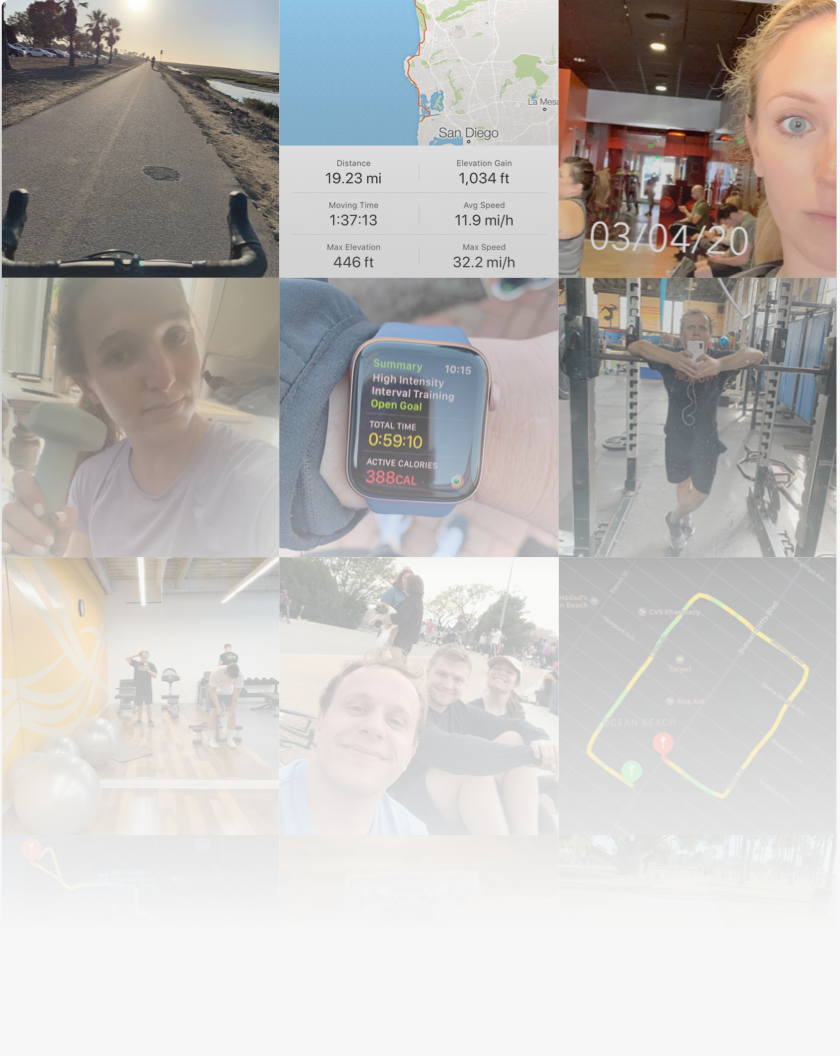 La Mesa
San Diego
Distance
19.23 mi
Elevation Gain
1,034 ft
Moving Time
1:37:13
Avg Speed
11.9 mi/h
Max Elevation
446 ft
Max Speed
32.2 mi/h
03/04/20
Summary
10:15
High Intensity
Interval Training
Open Goal
TOTAL TIME
0:59:10
ACTIVE CALORIES
388CAL
CVS Pharmacy
Target
Rite Aid
OCEAN BEACH